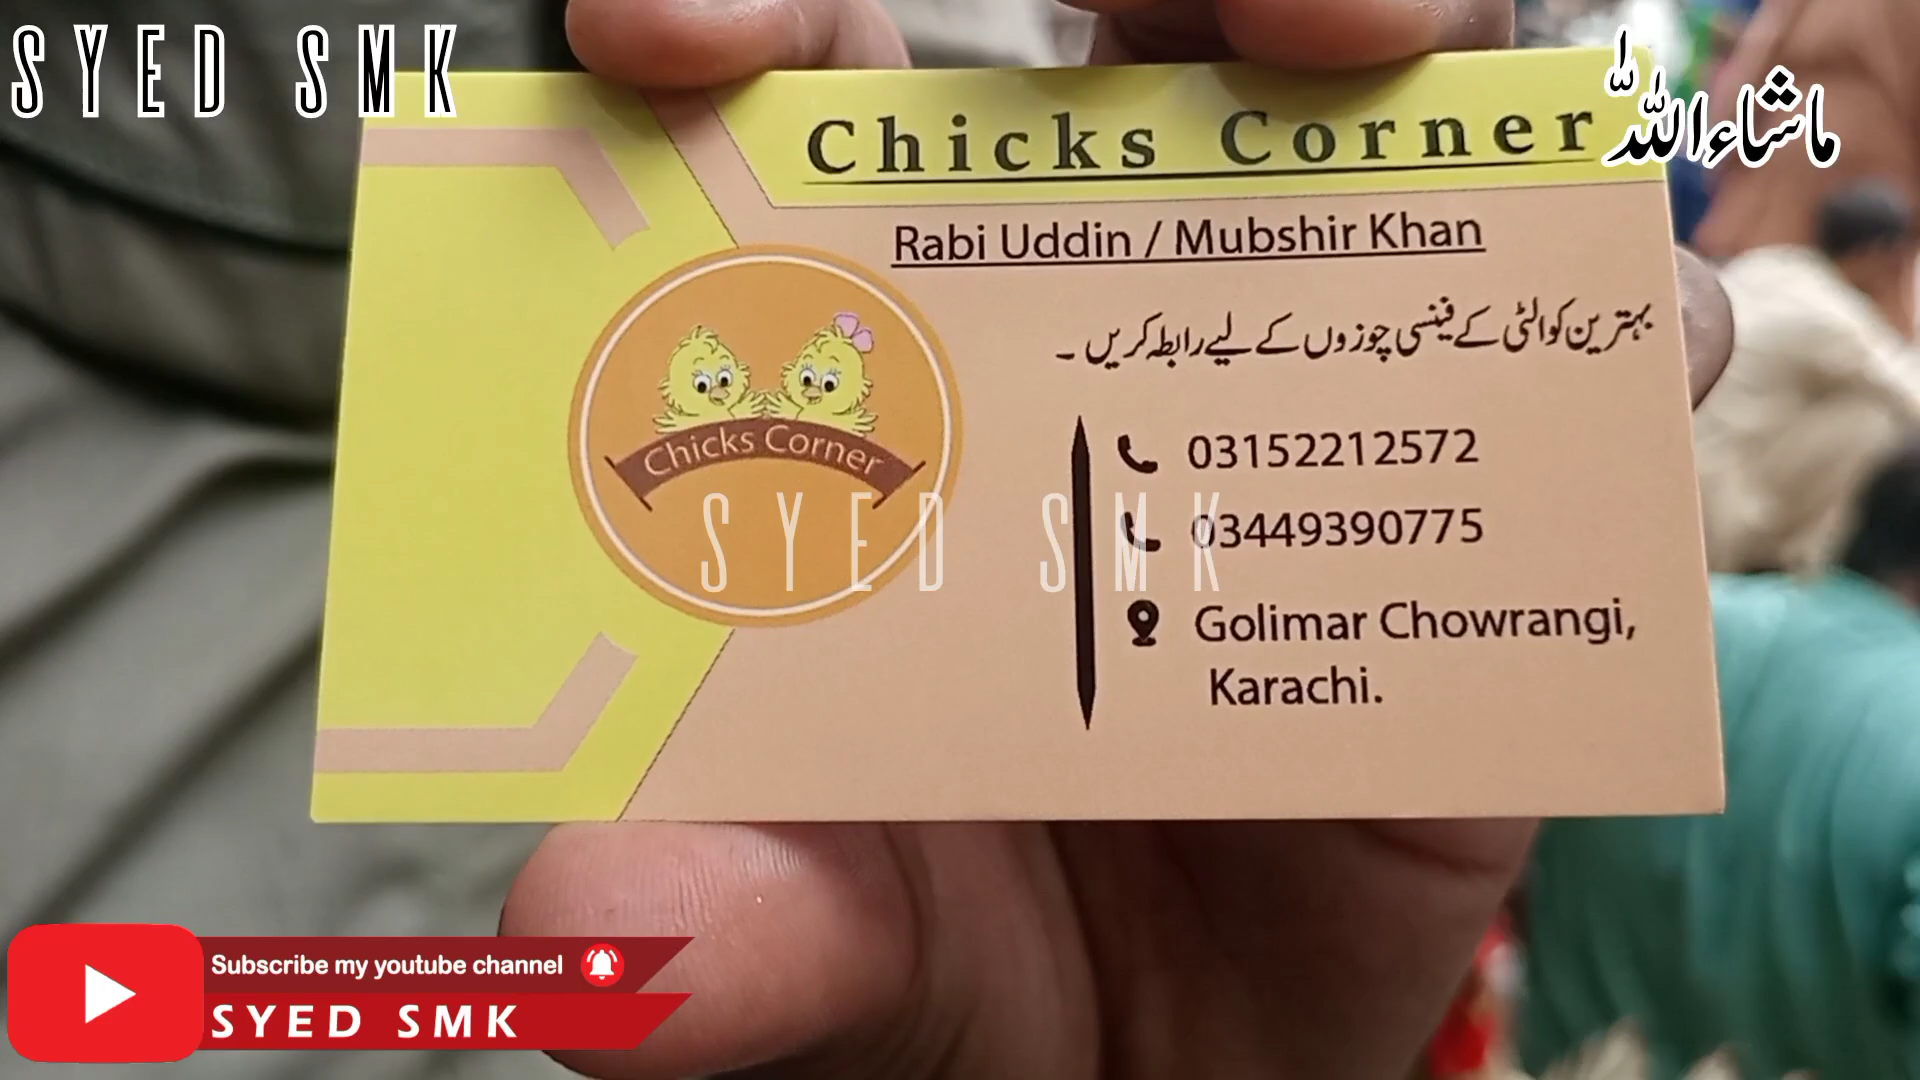 SYED SMK
ماشاءاللہ
Chicks Corner
Rabi Uddin / Mubshir Khan
بہترین کوالٹی کے فینسی چوزوں کے لیے رابطہ کریں ۔
Chicks Corner
03152212572
SYED SMK
03449390775
Golimar Chowrangi,
Karachi.
Subscribe my youtube channel
SYED SMK